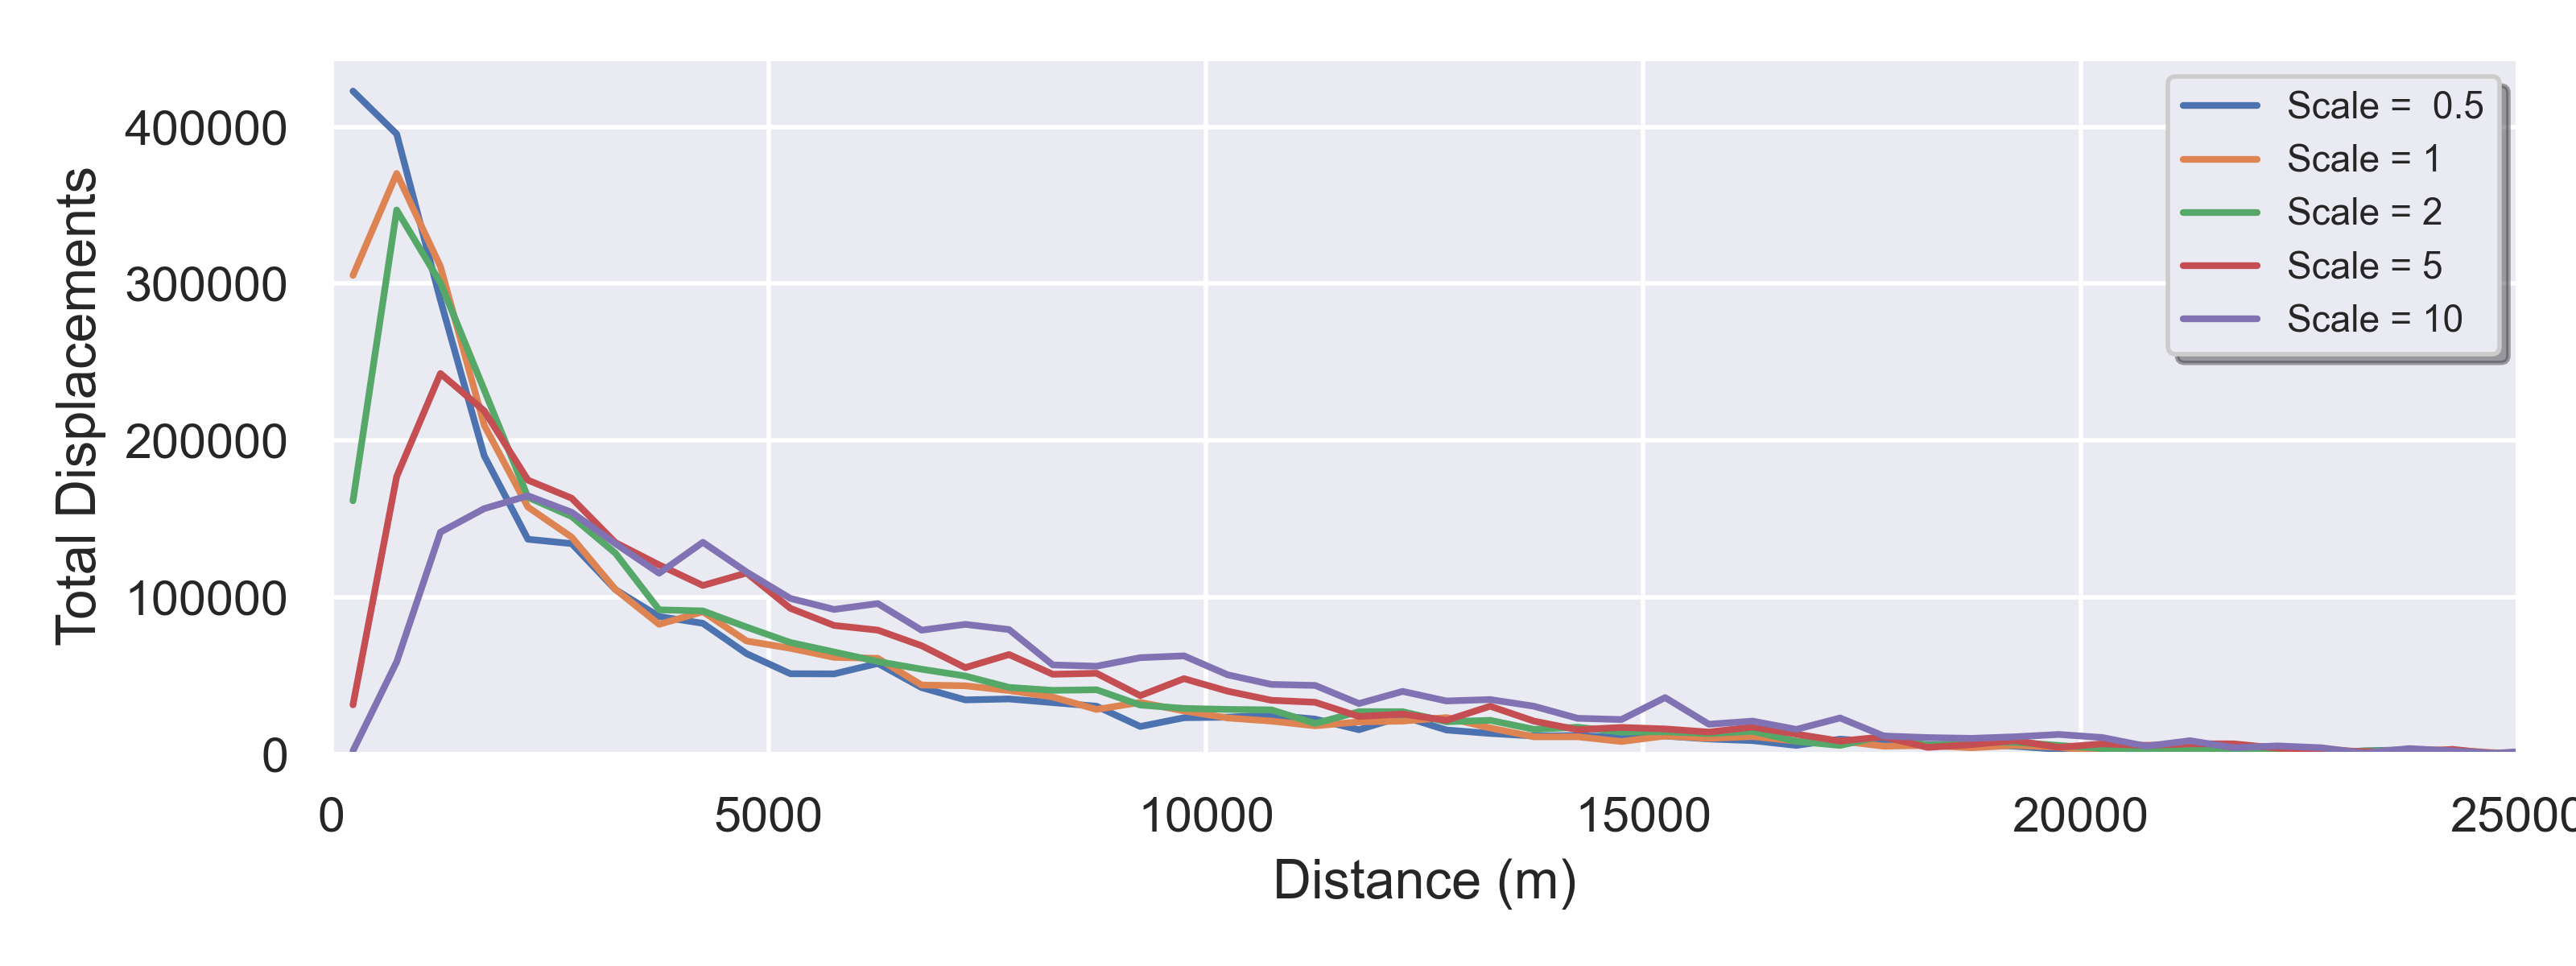 Total Displacements
400000
300000
200000
100000
0
0 5000 10000 15000 20000 25000
Distance (m)
Scale =  0.5
Scale = 1
Scale = 2
Scale = 5
Scale = 10